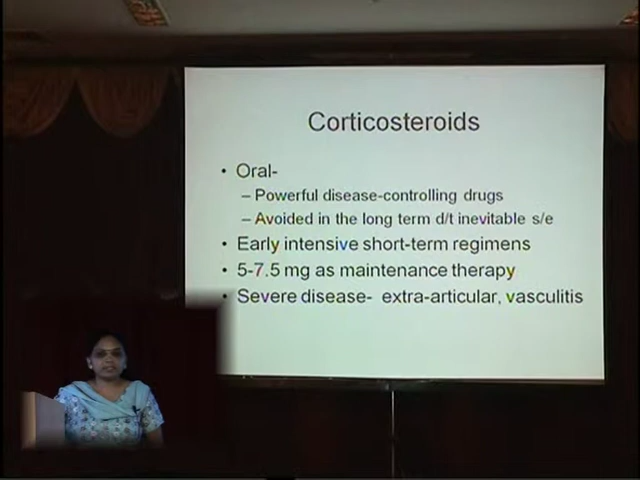 Corticosteroids
• Oral-
– Powerful disease-controlling drugs
– Avoided in the long term d/t inevitable s/e
• Early intensive short-term regimens
• 5-7.5 mg as maintenance therapy
• Severe disease- extra-articular, vasculitis